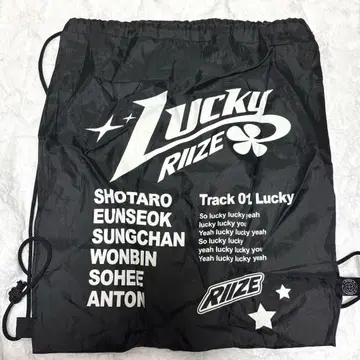 Lucky
RIIZE
SHOTARO
EUNSEOK
SUNGCHAN
WONBIN
SOHEE
ANTON
Track 01 Lucky
So lucky lucky yeah
lucky lucky you
Yeah lucky lucky yeah
So lucky lucky
yeah lucky lucky you
Yeah lucky lucky yeah
RIIZE